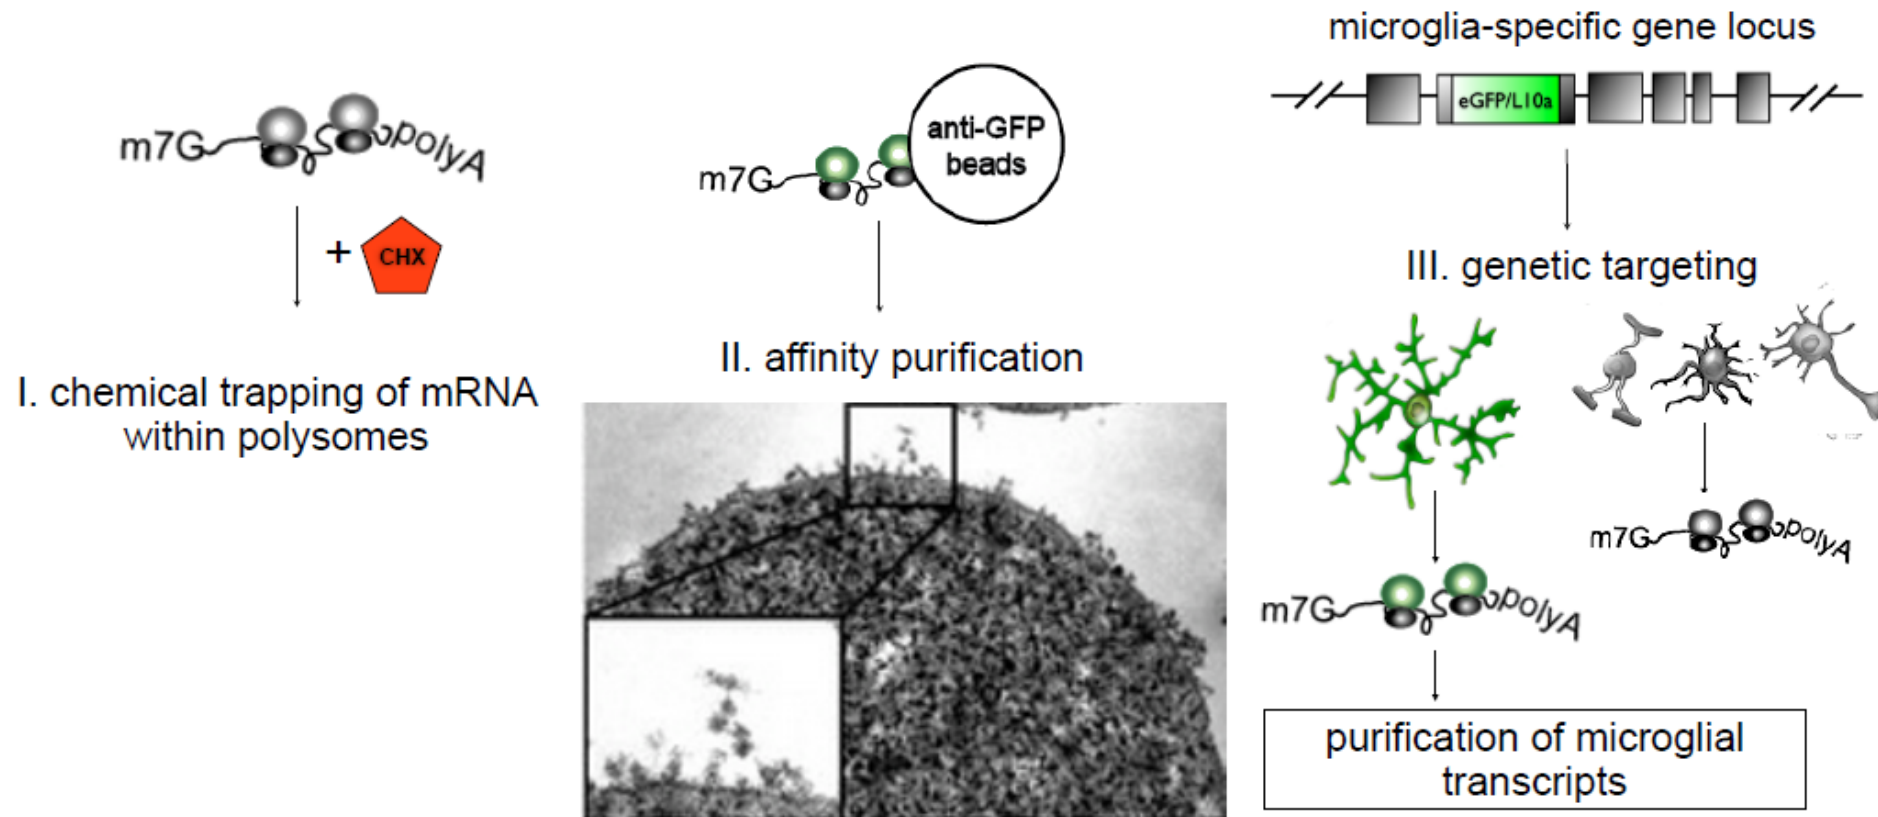 m7G
polyA
+
CHX
I. chemical trapping of mRNA
within polysomes
anti-GFP
beads
m7G
II. affinity purification
microglia-specific gene locus
eGFP/L10a
III. genetic targeting
m7G
polyA
m7G
polyA
purification of microglial
transcripts